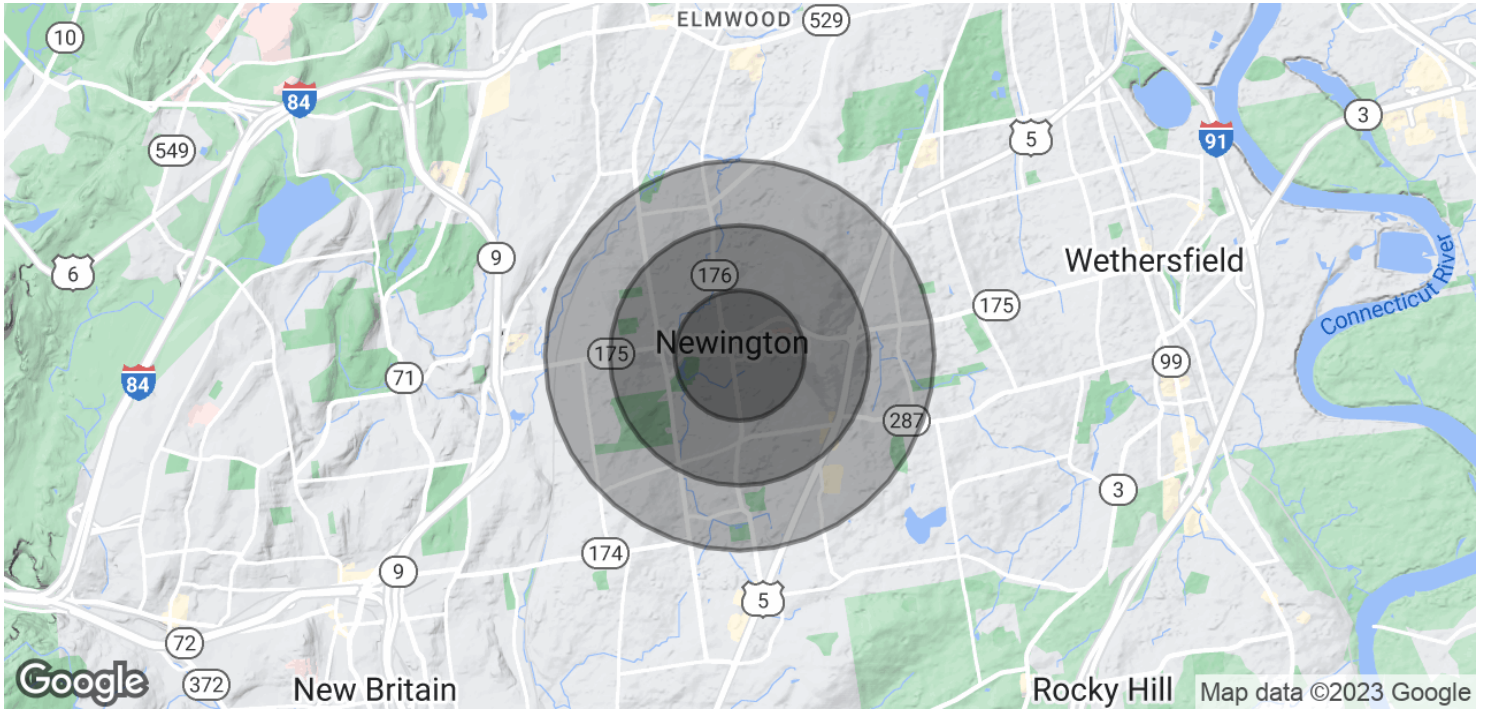 ELMWOOD
529
10
84
549
3
5
91
6
9
Wethersfield
176
175
Connecticut River
Newington
175
99
84
71
287
3
174
9
5
72
372
Google
New Britain
Rocky Hill
Map data ©2023 Google